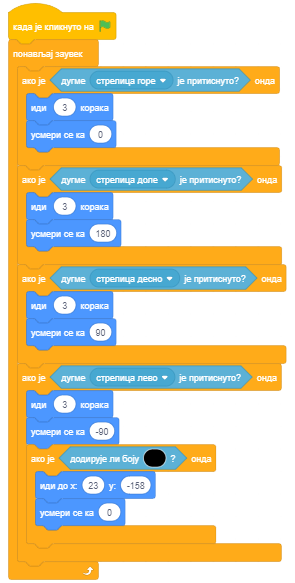 када је кликнуто на
понављај заувек
ако је дугме стрелица горе је притиснуто? онда
иди 3 корака
усмери се ка 0
ако је дугме стрелица доле је притиснуто? онда
иди 3 корака
усмери се ка 180
ако је дугме стрелица десно је притиснуто? онда
иди 3 корака
усмери се ка 90
ако је дугме стрелица лево је притиснуто? онда
иди 3 корака
усмери се ка -90
ако је додирује ли боју ? онда
иди до x: 23 y: -158
усмери се ка 0